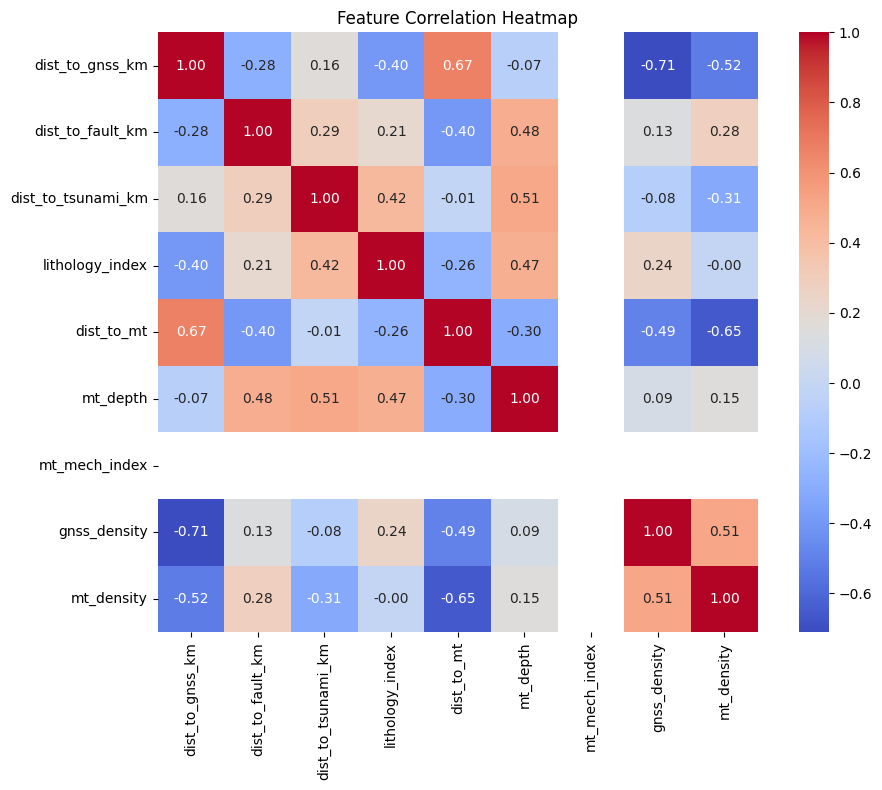 Feature Correlation Heatmap
dist_to_gnss_km 1.00 -0.28 0.16 -0.40 0.67 -0.07 -0.71 -0.52
dist_to_fault_km -0.28 1.00 0.29 0.21 -0.40 0.48 0.13 0.28
dist_to_tsunami_km 0.16 0.29 1.00 0.42 -0.01 0.51 -0.08 -0.31
lithology_index -0.40 0.21 0.42 1.00 -0.26 0.47 0.24 -0.00
dist_to_mt 0.67 -0.40 -0.01 -0.26 1.00 -0.30 -0.49 -0.65
mt_depth -0.07 0.48 0.51 0.47 -0.30 1.00 0.09 0.15
mt_mech_index
gnss_density -0.71 0.13 -0.08 0.24 -0.49 0.09 1.00 0.51
mt_density -0.52 0.28 -0.31 -0.00 -0.65 0.15 0.51 1.00
dist_to_gnss_km
dist_to_fault_km
dist_to_tsunami_km
lithology_index
dist_to_mt
mt_depth
mt_mech_index
gnss_density
mt_density
1.0
0.8
0.6
0.4
0.2
0.0
−0.2
−0.4
−0.6